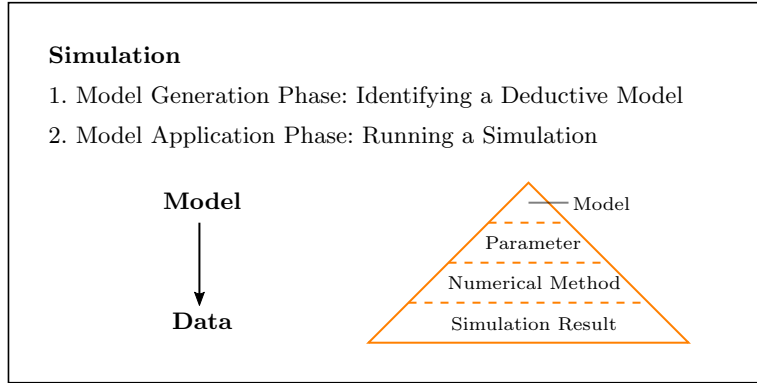 Simulation
1. Model Generation Phase: Identifying a Deductive Model
2. Model Application Phase: Running a Simulation
Model
Data
Model
Parameter
Numerical Method
Simulation Result